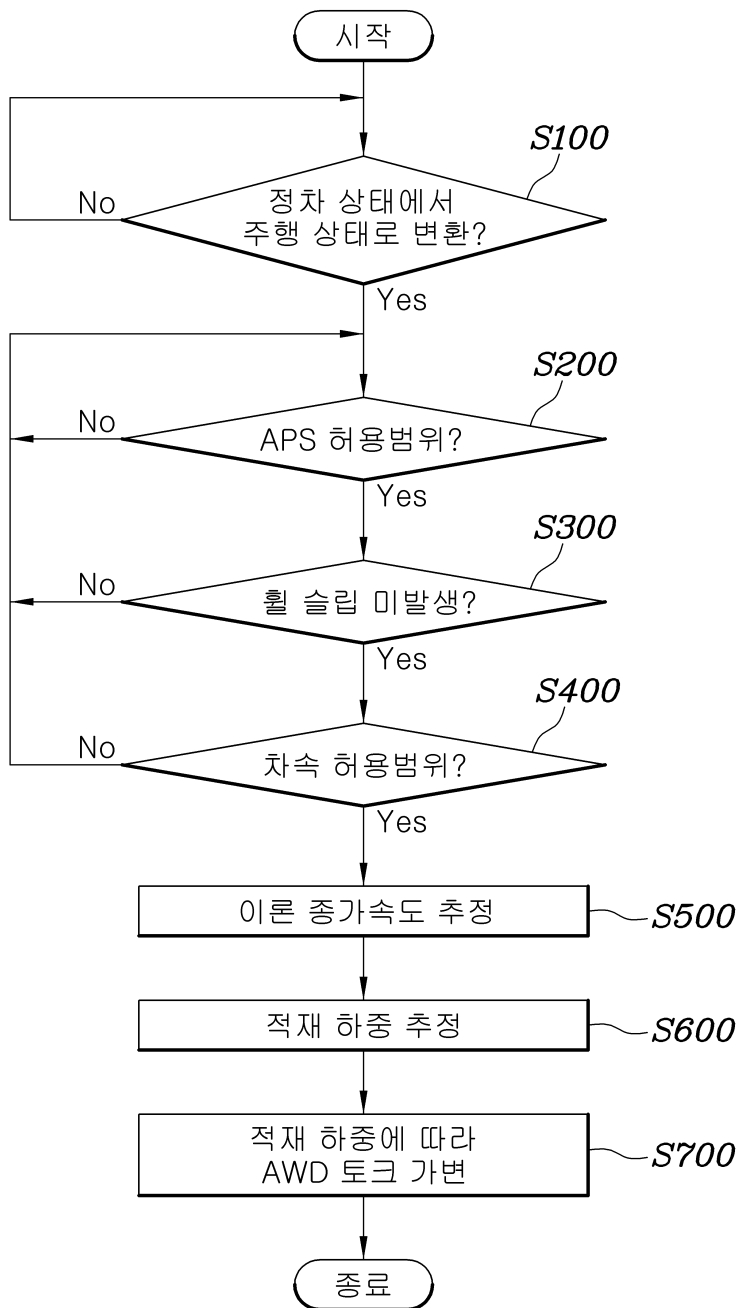 시작
S100
정차 상태에서
주행 상태로 변환?
No
Yes
S200
No
APS 허용범위?
Yes
S300
No
휠 슬립 미발생?
Yes
S400
No
차속 허용범위?
Yes
이론 종가속도 추정
S500
적재 하중 추정
S600
적재 하중에 따라
AWD 토크 가변
S700
종료